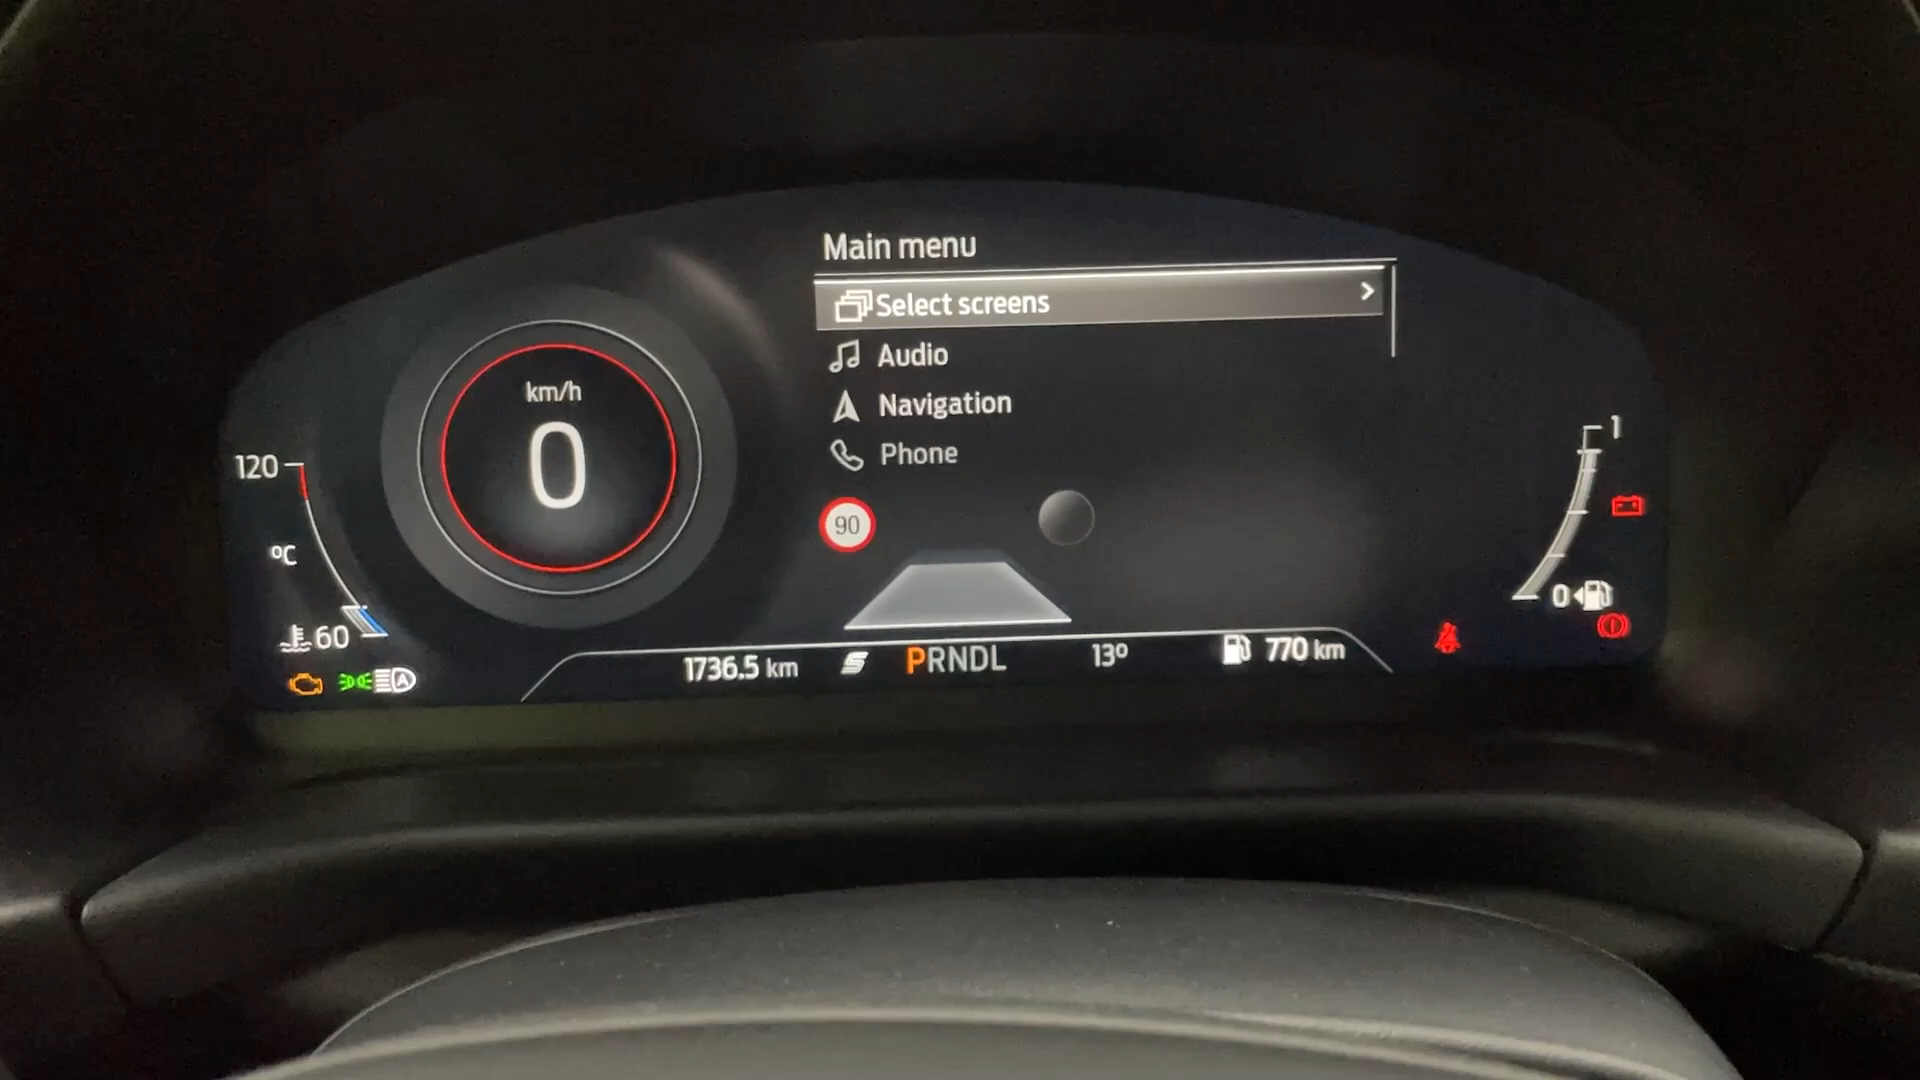 Main menu
Select screens >
Audio
Navigation
Phone
km/h
0
90
120
°C
60
1
0
A
1736.5 km
S
PRNDL
13°
770 km